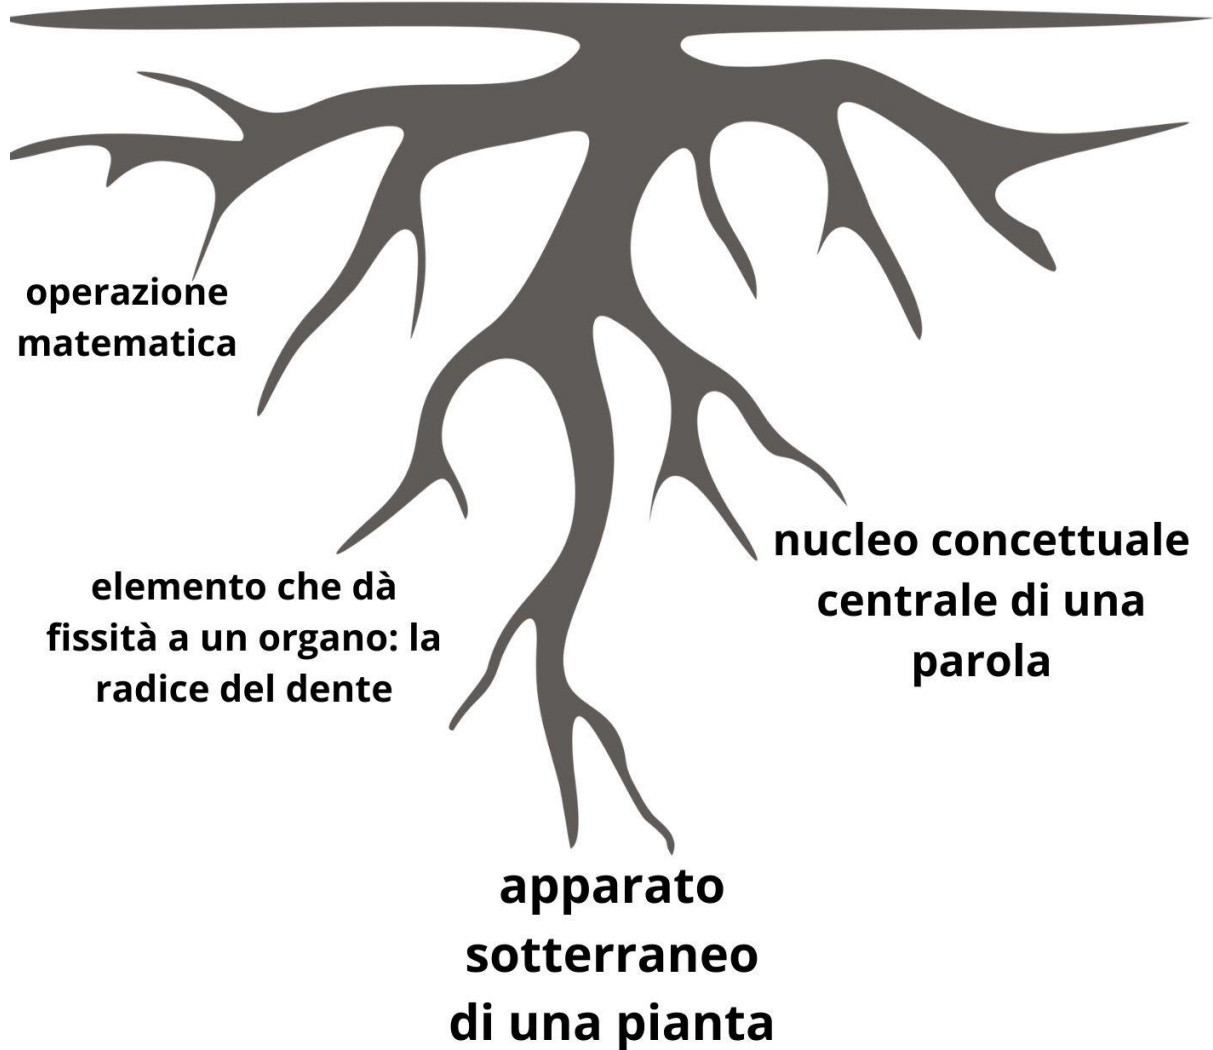 operazione
matematica
nucleo concettuale
centrale di una
parola
elemento che dà
fissità a un organo: la
radice del dente
apparato
sotterraneo
di una pianta